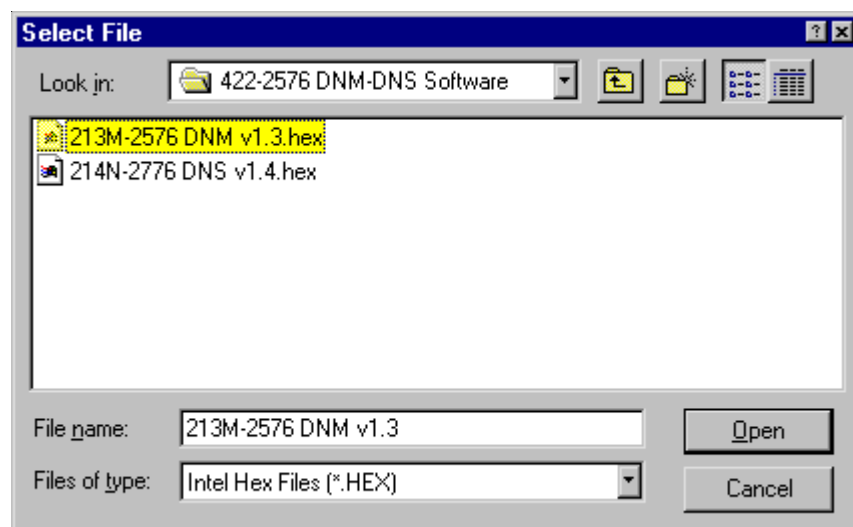 Select File
Look in: 422-2576 DNM-DNS Software
213M-2576 DNM v1.3.hex
214N-2776 DNS v1.4.hex
File name: 213M-2576 DNM v1.3 Open
Files of type: Intel Hex Files (*.HEX) Cancel